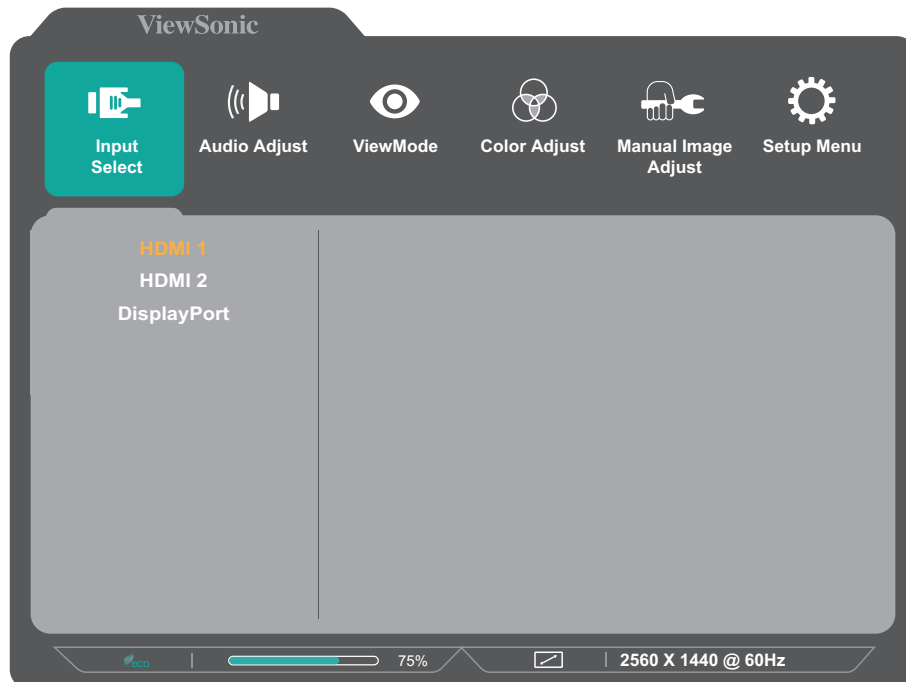 ViewSonic
Input
Select
Audio Adjust
ViewMode
Color Adjust
Manual Image
Adjust
Setup Menu
HDMI 1
HDMI 2
DisplayPort
eco
75%
2560 X 1440 @ 60Hz